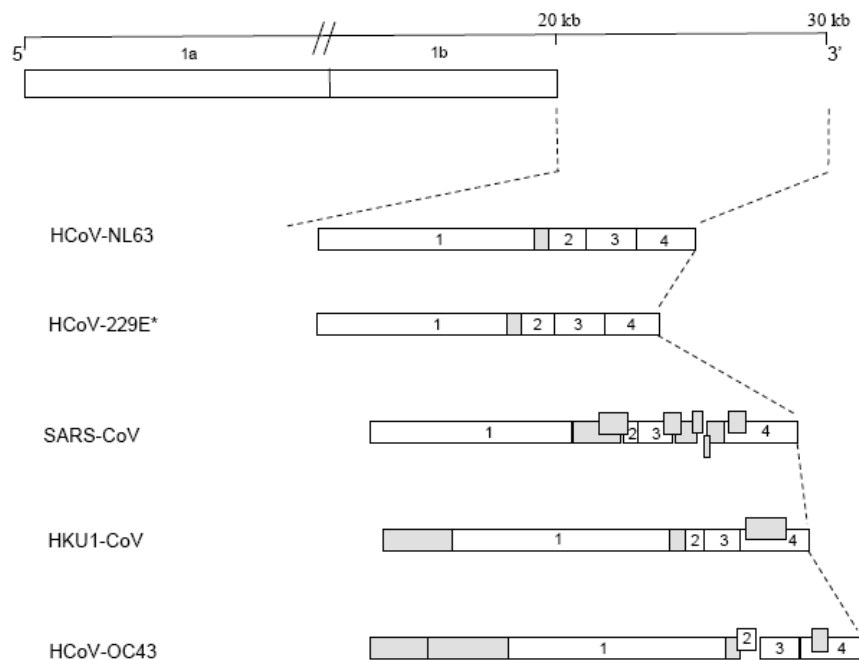 20 kb 30 kb
5' 1a 1b 3'
HCoV-NL63 1 2 3 4
HCoV-229E* 1 2 3 4
SARS-CoV 1 2 3 4
HKU1-CoV 1 2 3 4
HCoV-OC43 1 2 3 4